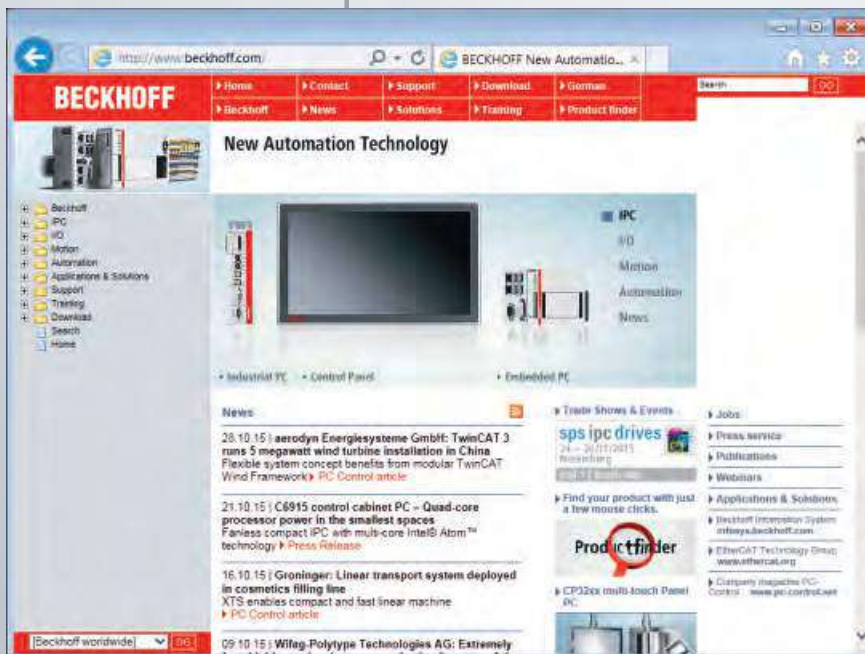 http://www.beckhoff.com/
BECKHOFF New Automatio...
BECKHOFF
Home
Contact
Support
Download
German
Search
GO
Beckhoff
News
Solutions
Training
Product finder
New Automation Technology
Beckhoff
IPC
I/O
Motion
Automation
Applications & Solutions
Support
Training
Download
Search
Home
IPC
I/O
Motion
Automation
News
Industrial PC
Control Panel
Embedded PC
News
28.10.15 | aerodyn Energiesysteme GmbH: TwinCAT 3
runs 5 megawatt wind turbine installation in China
Flexible system concept benefits from modular TwinCAT
Wind Framework PC Control article
21.10.15 | C6915 control cabinet PC – Quad-core
processor power in the smallest spaces
Fanless compact IPC with multi-core Intel® Atom™
technology Press Release
16.10.15 | Groninger: Linear transport system deployed
in cosmetics filling line
XTS enables compact and fast linear machine
PC Control article
09.10.15 | Wifag-Polytype Technologies AG: Extremely
Trade Shows & Events
sps ipc drives
24 – 26/11/2015
Nuremberg
Find your product with just
a few mouse clicks.
Productfinder
CP32xx multi-touch Panel
PC
Jobs
Press service
Publications
Webinars
Applications & Solutions
Beckhoff Information System
infosys.beckhoff.com
EtherCAT Technology Group
www.ethercat.org
Company magazine PC-
Control www.pc-control.net
[Beckhoff worldwide]
GO